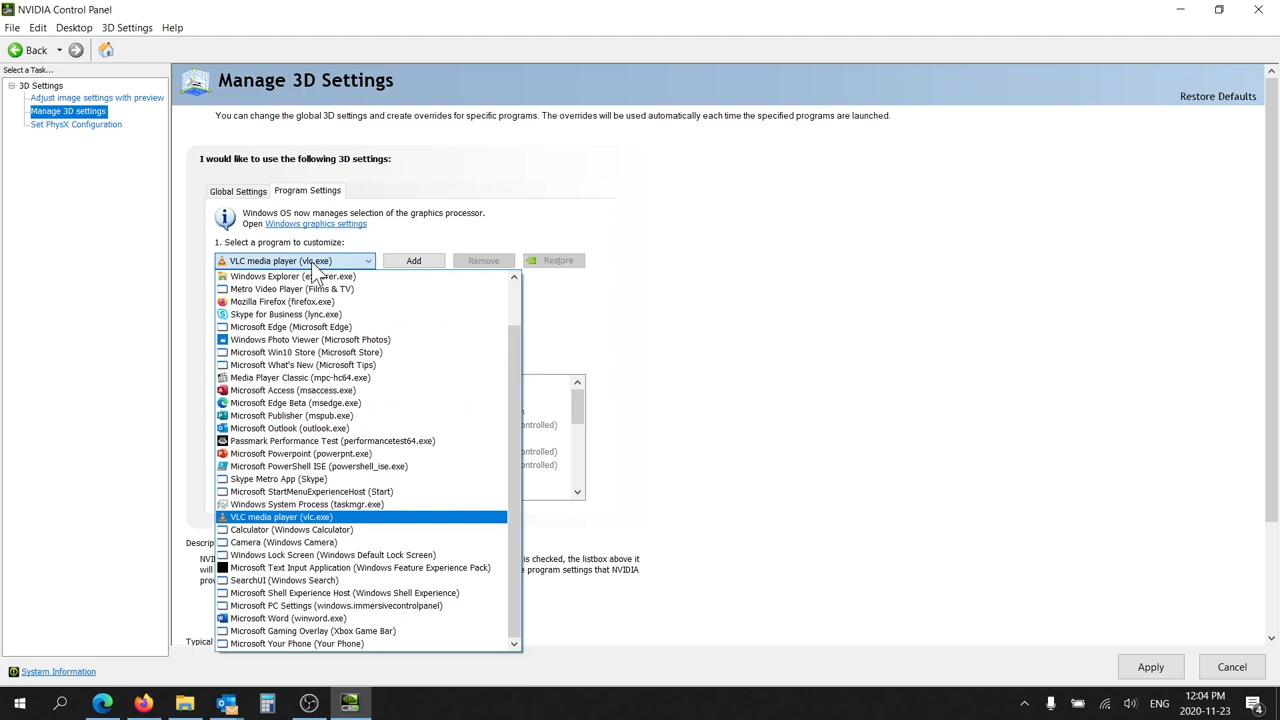 NVIDIA Control Panel
File Edit Desktop 3D Settings Help
Back
Select a Task...
3D Settings
Adjust image settings with preview
Manage 3D settings
Set PhysX Configuration
Manage 3D Settings
Restore Defaults
You can change the global 3D settings and create overrides for specific programs. The overrides will be used automatically each time the specified programs are launched.
I would like to use the following 3D settings:
Global Settings Program Settings
Windows OS now manages selection of the graphics processor.
Open Windows graphics settings
1. Select a program to customize:
VLC media player (vlc.exe) Add Remove Restore
Windows Explorer (explorer.exe)
Metro Video Player (Films & TV)
Mozilla Firefox (firefox.exe)
Skype for Business (lync.exe)
Microsoft Edge (Microsoft Edge)
Windows Photo Viewer (Microsoft Photos)
Microsoft Win10 Store (Microsoft Store)
Microsoft What's New (Microsoft Tips)
Media Player Classic (mpc-hc64.exe)
Microsoft Access (msaccess.exe)
Microsoft Edge Beta (msedge.exe)
Microsoft Publisher (mspub.exe)
Microsoft Outlook (outlook.exe)
Passmark Performance Test (performancetest64.exe)
Microsoft Powerpoint (powerpnt.exe)
Microsoft PowerShell ISE (powershell_ise.exe)
Skype Metro App (Skype)
Microsoft StartMenuExperienceHost (Start)
Windows System Process (taskmgr.exe)
VLC media player (vlc.exe)
Calculator (Windows Calculator)
Camera (Windows Camera)
Windows Lock Screen (Windows Default Lock Screen)
Microsoft Text Input Application (Windows Feature Experience Pack)
SearchUI (Windows Search)
Microsoft Shell Experience Host (Windows Shell Experience)
Microsoft PC Settings (windows.immersivecontrolpanel)
Microsoft Word (winword.exe)
Microsoft Gaming Overlay (Xbox Game Bar)
Microsoft Your Phone (Your Phone)
ontrolled)
ontrolled)
ontrolled)
Descrip
NVI is checked, the listbox above it
will program settings that NVIDIA
prov
Typical
System Information
Apply Cancel
ENG
12:04 PM
2020-11-23
4